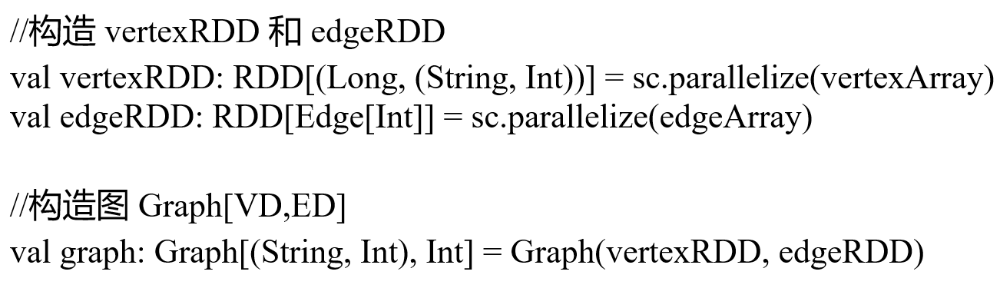 //构造 vertexRDD 和 edgeRDD
val vertexRDD: RDD[(Long, (String, Int))] = sc.parallelize(vertexArray)
val edgeRDD: RDD[Edge[Int]] = sc.parallelize(edgeArray)
//构造图 Graph[VD,ED]
val graph: Graph[(String, Int), Int] = Graph(vertexRDD, edgeRDD)